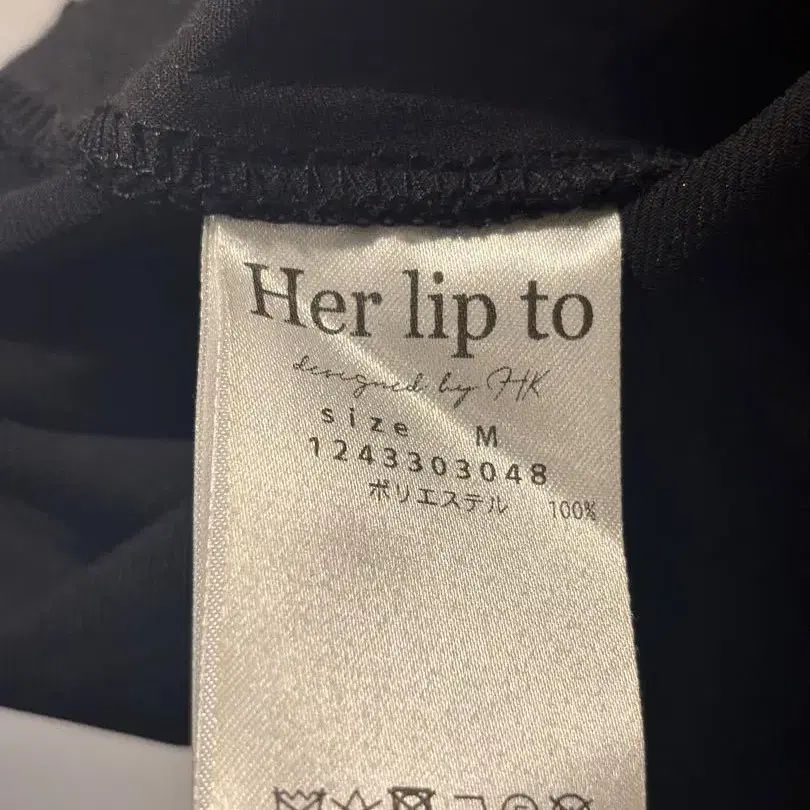 Her lip to
designed by HK
size M
1243303048
ポリエステル 100%